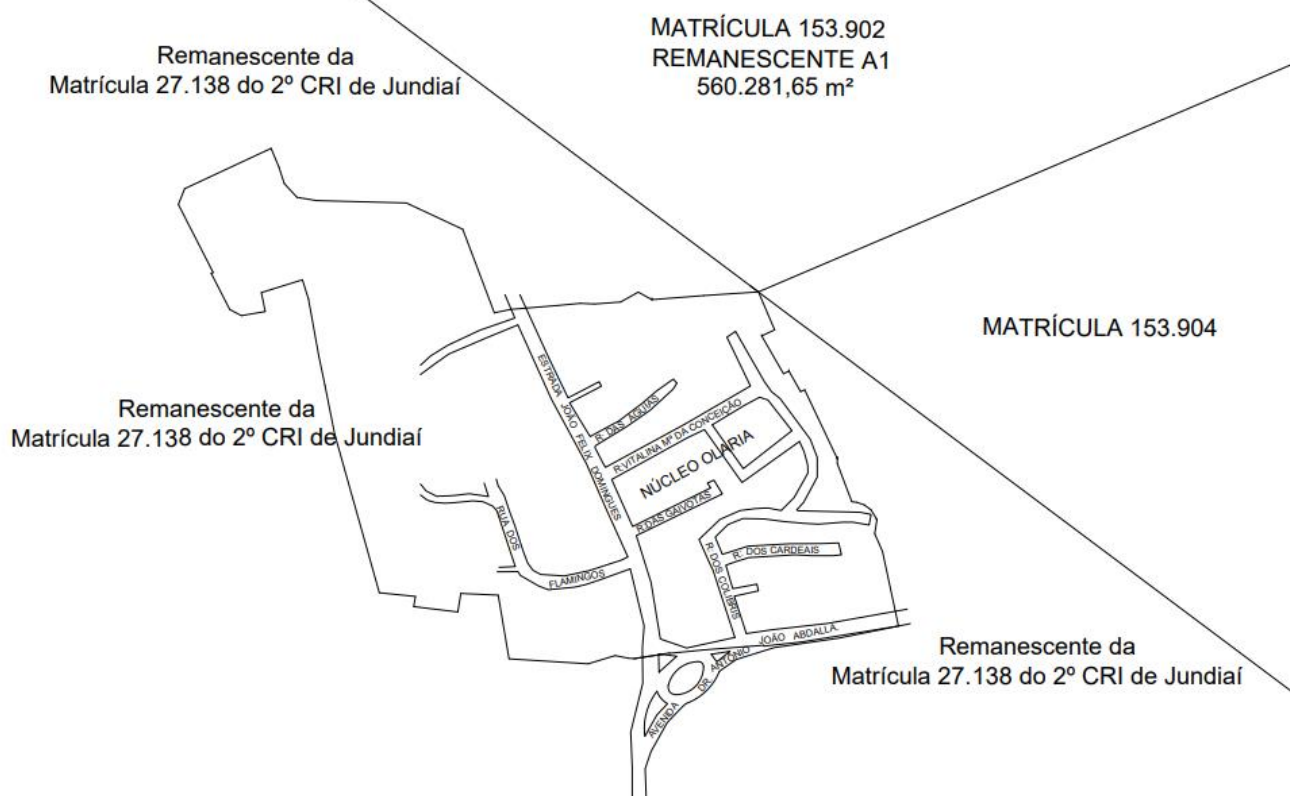 MATRÍCULA 153.902
REMANESCENTE A1
560.281,65 m²
Remanescente da
Matrícula 27.138 do 2º CRI de Jundiaí
MATRÍCULA 153.904
Remanescente da
Matrícula 27.138 do 2º CRI de Jundiaí
ESTRADA JOÃO FELIX DOMINGUES
R. DAS ÁGUIAS
R.VITALINA Mª DA CONCEIÇÃO
NÚCLEO OLARIA
R.DAS GAIVOTAS
RUA DOS FLAMINGOS
R. DOS COLIBRIS
R. DOS CARDEAIS
AVENIDA DR ANTONIO JOÃO ABDALLA.
Remanescente da
Matrícula 27.138 do 2º CRI de Jundiaí